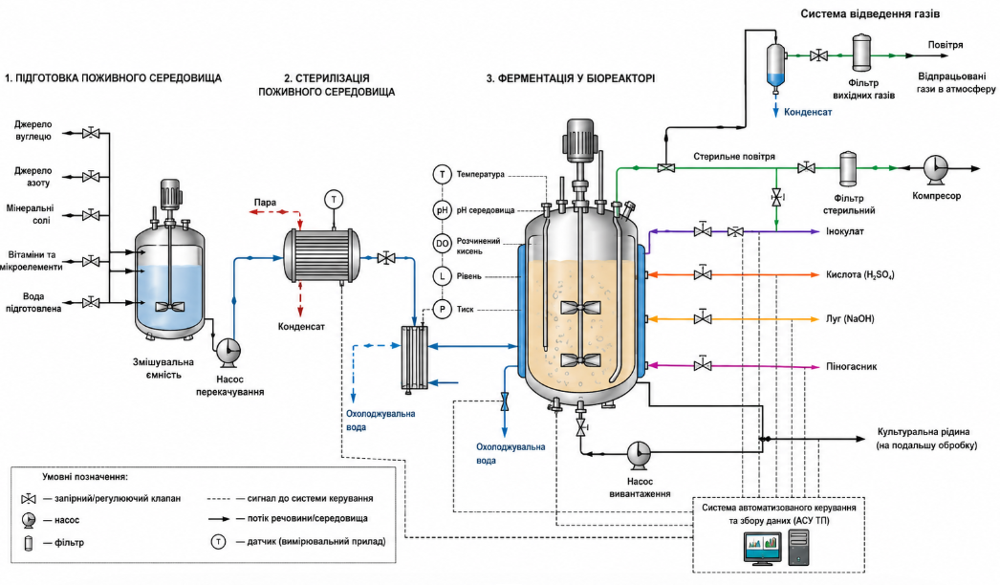 Система відведення газів
Повітря
Фільтр
вихідних газів
Відпрацьовані
гази в атмосферу
Конденсат
1. ПІДГОТОВКА ПОЖИВНОГО СЕРЕДОВИЩА
2. СТЕРИЛІЗАЦІЯ
ПОЖИВНОГО СЕРЕДОВИЩА
3. ФЕРМЕНТАЦІЯ У БІОРЕАКТОРІ
Джерело
вуглецю
Джерело
азоту
Мінеральні
солі
Вітаміни та
мікроелементи
Вода
підготовлена
Змішувальна
ємність
Насос
перекачування
Пара
T
Конденсат
Охолоджувальна
вода
T
Температура
pH
pH середовища
DO
Розчинений
кисень
L
Рівень
P
Тиск
Охолоджувальна
вода
Стерильне повітря
Фільтр
стерильний
Компресор
Інокулат
Кислота (H₂SO₄)
Луг (NaOH)
Піногасник
Культуральна рідина
(на подальшу обробку)
Насос
вивантаження
Система автоматизованого керування
та збору даних (АСУ ТП)
Умовні позначення:
— запірний/регулюючий клапан
— насос
— фільтр
— сигнал до системи керування
— потік речовини/середовища
T
— датчик (вимірювальний прилад)